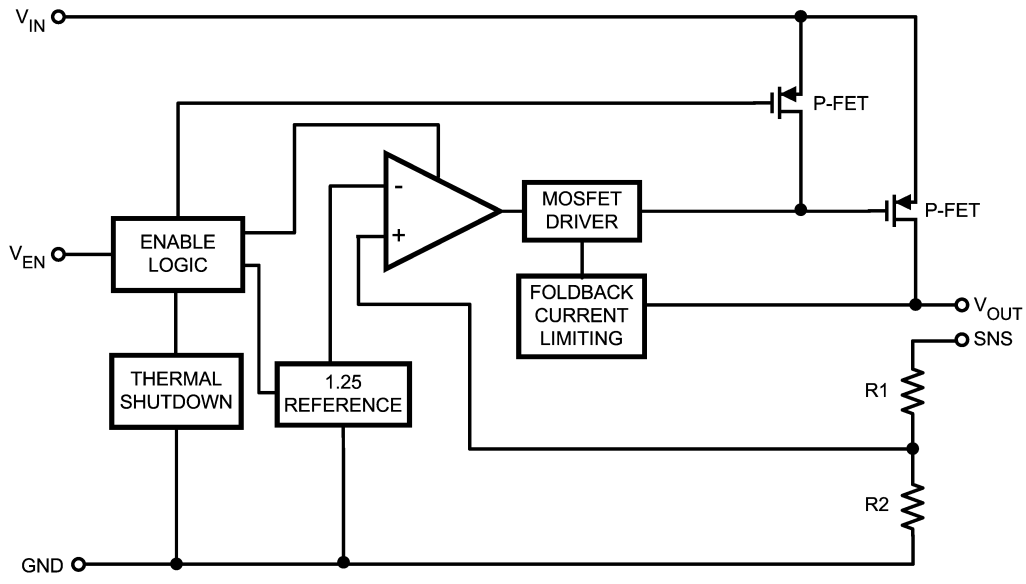 VIN
P-FET
P-FET
-
+
MOSFET
DRIVER
ENABLE
LOGIC
VEN
FOLDBACK
CURRENT
LIMITING
VOUT
SNS
THERMAL
SHUTDOWN
1.25
REFERENCE
R1
R2
GND